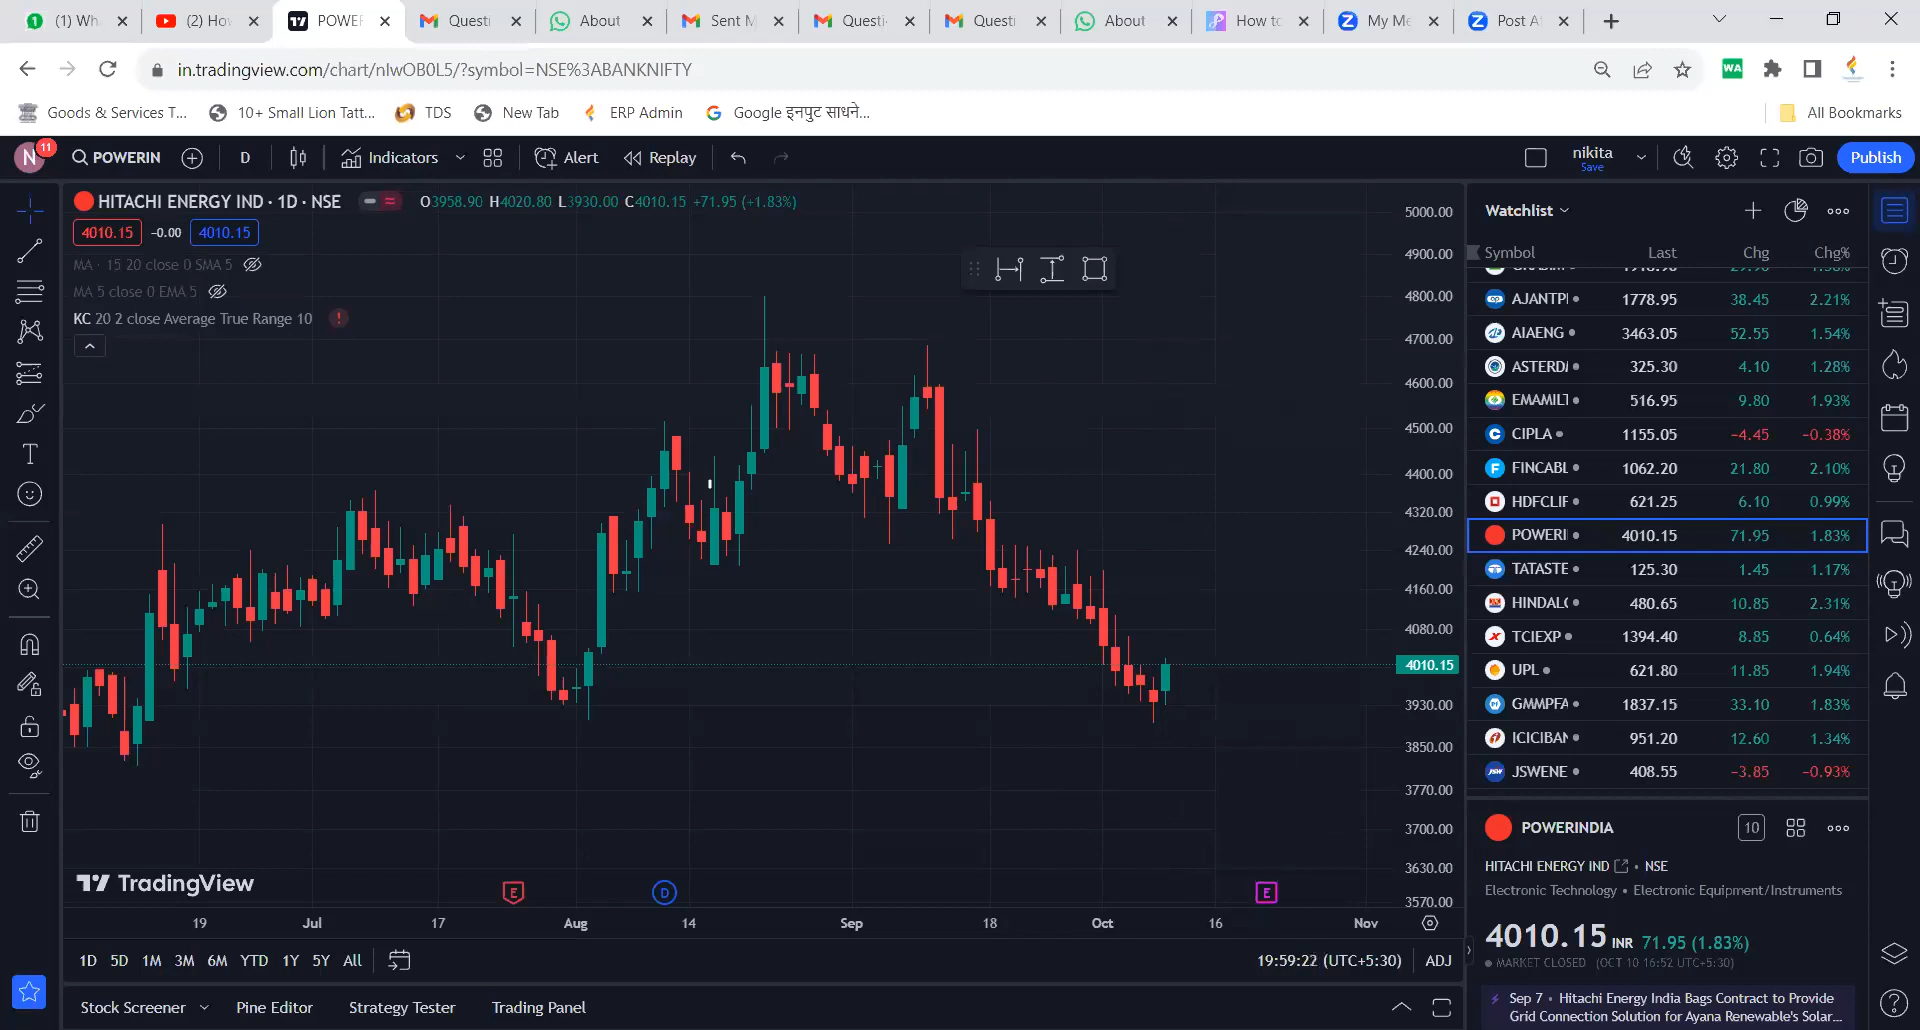 (1) Wh
(2) Ho
POWER
Questi
About
Sent M
Questi
Questi
About
How to
My Me
Post A
in.tradingview.com/chart/nIwOB0L5/?symbol=NSE%3ABANKNIFTY
WA
Goods & Services T...
10+ Small Lion Tatt...
TDS
New Tab
ERP Admin
Google इनपुट साधने...
All Bookmarks
N 11 POWERIN D Indicators Alert Replay
nikita
Save
Publish
HITACHI ENERGY IND · 1D · NSE O3958.90 H4020.80 L3930.00 C4010.15 +71.95 (+1.83%)
4010.15 -0.00 4010.15
MA · 15 20 close 0 SMA 5
MA 5 close 0 EMA 5
KC 20 2 close Average True Range 10
5000.00
4900.00
4800.00
4700.00
4600.00
4500.00
4400.00
4320.00
4240.00
4160.00
4080.00
4010.15
3930.00
3850.00
3770.00
3700.00
3630.00
3570.00
TradingView
E D E
19 Jul 17 Aug 14 Sep 18 Oct 16 Nov
1D 5D 1M 3M 6M YTD 1Y 5Y All
19:59:22 (UTC+5:30) ADJ
Stock Screener Pine Editor Strategy Tester Trading Panel
Watchlist
Symbol Last Chg Chg%
AJANTPI 1778.95 38.45 2.21%
AIAENG 3463.05 52.55 1.54%
ASTERD 325.30 4.10 1.28%
EMAMILT 516.95 9.80 1.93%
CIPLA 1155.05 −4.45 −0.38%
FINCABL 1062.20 21.80 2.10%
HDFCLIF 621.25 6.10 0.99%
POWERI 4010.15 71.95 1.83%
TATASTE 125.30 1.45 1.17%
HINDAL 480.65 10.85 2.31%
TCIEXP 1394.40 8.85 0.64%
UPL 621.80 11.85 1.94%
GMMPFA 1837.15 33.10 1.83%
ICICIBAN 951.20 12.60 1.34%
JSWENE 408.55 −3.85 −0.93%
POWERINDIA 10
HITACHI ENERGY IND • NSE
Electronic Technology • Electronic Equipment/Instruments
4010.15 INR 71.95 (1.83%)
MARKET CLOSED (OCT 10 16:52 UTC+5:30)
Sep 7 • Hitachi Energy India Bags Contract to Provide
Grid Connection Solution for Ayana Renewable's Solar...